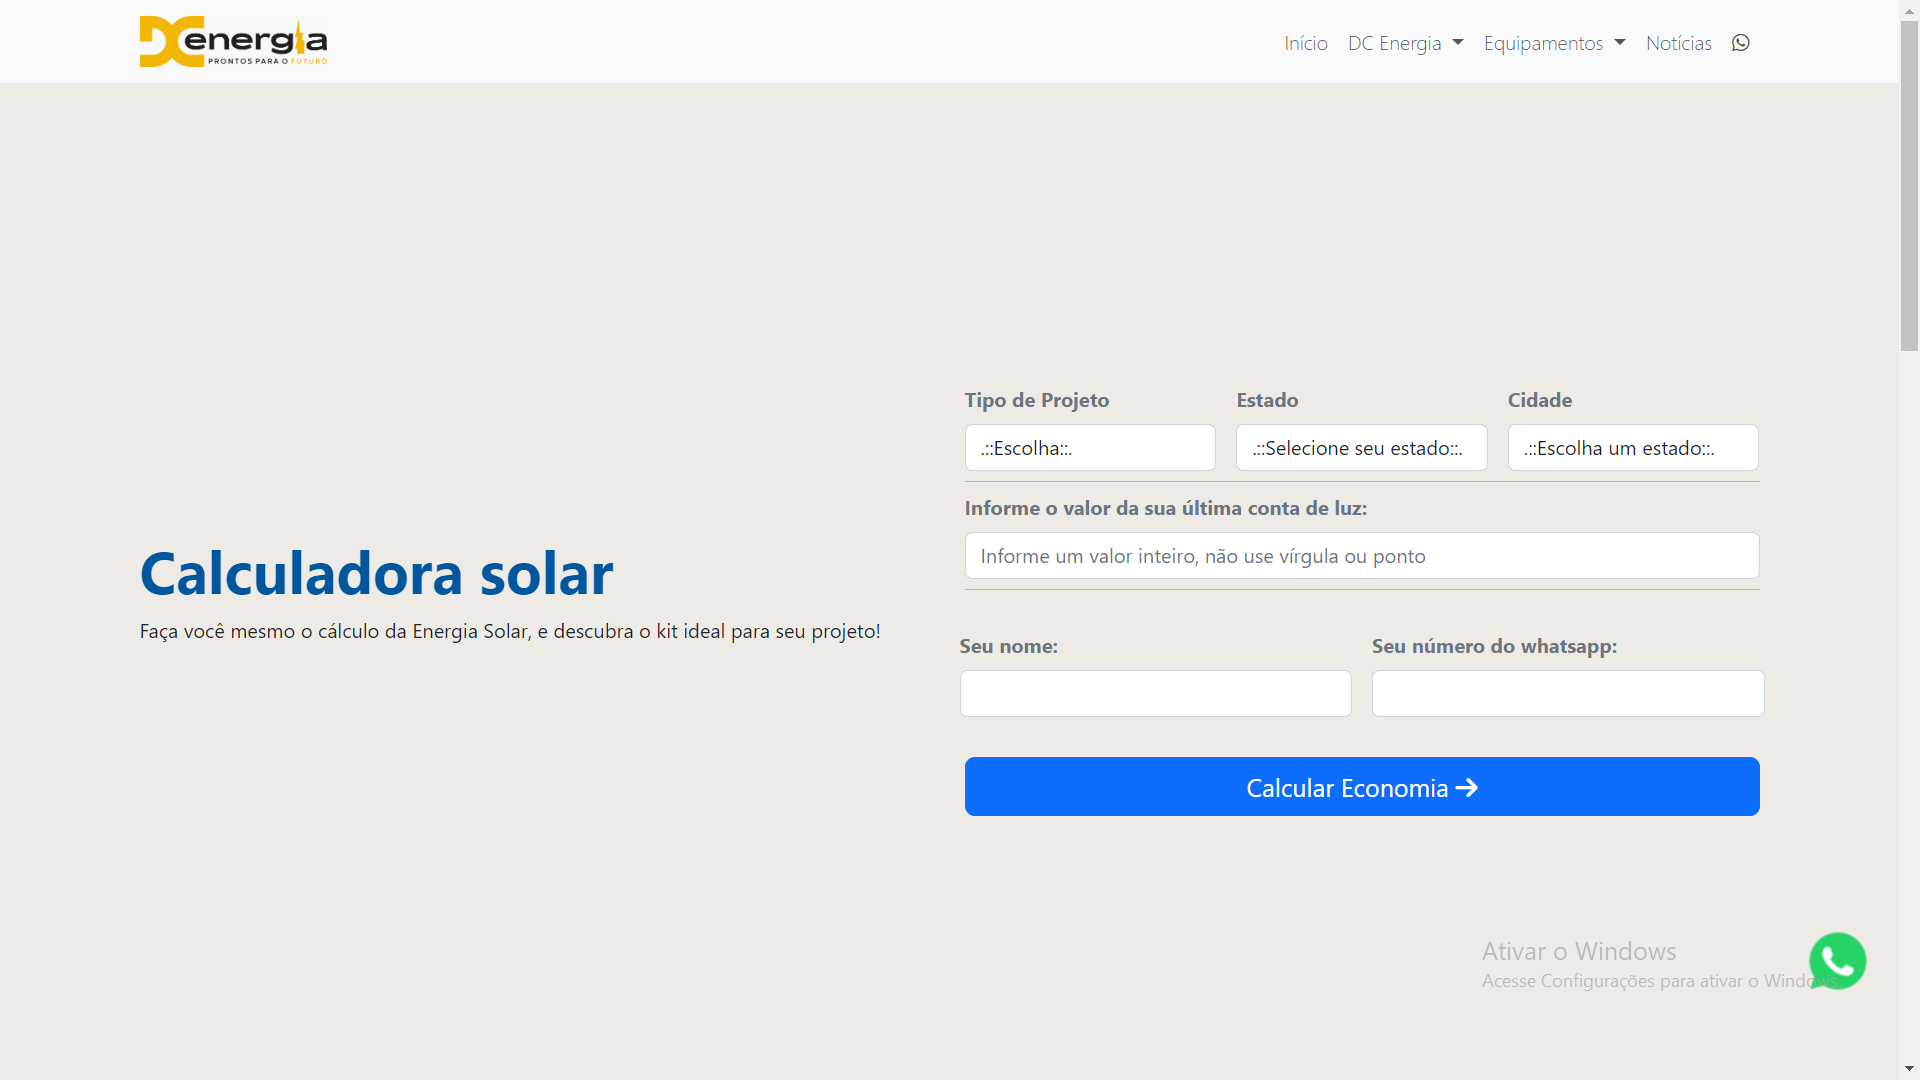 DCenergia
PRONTOS PARA O FUTURO
Início
DC Energia
Equipamentos
Notícias
Calculadora solar
Faça você mesmo o cálculo da Energia Solar, e descubra o kit ideal para seu projeto!
Tipo de Projeto
Estado
Cidade
.::Escolha::.
.::Selecione seu estado::.
.::Escolha um estado::.
Informe o valor da sua última conta de luz:
Informe um valor inteiro, não use vírgula ou ponto
Seu nome:
Seu número do whatsapp:
Calcular Economia
Ativar o Windows
Acesse Configurações para ativar o Windows.